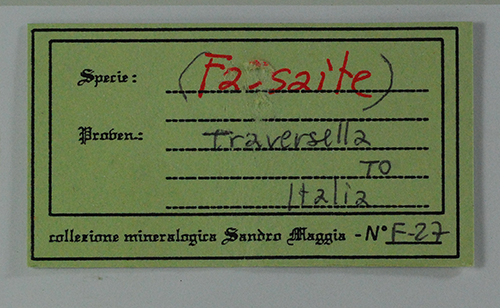 Specie: (Fassaite)
Proven.: Traversella
TO
Italia
collezione mineralogica Sandro Maggia - N° F-27